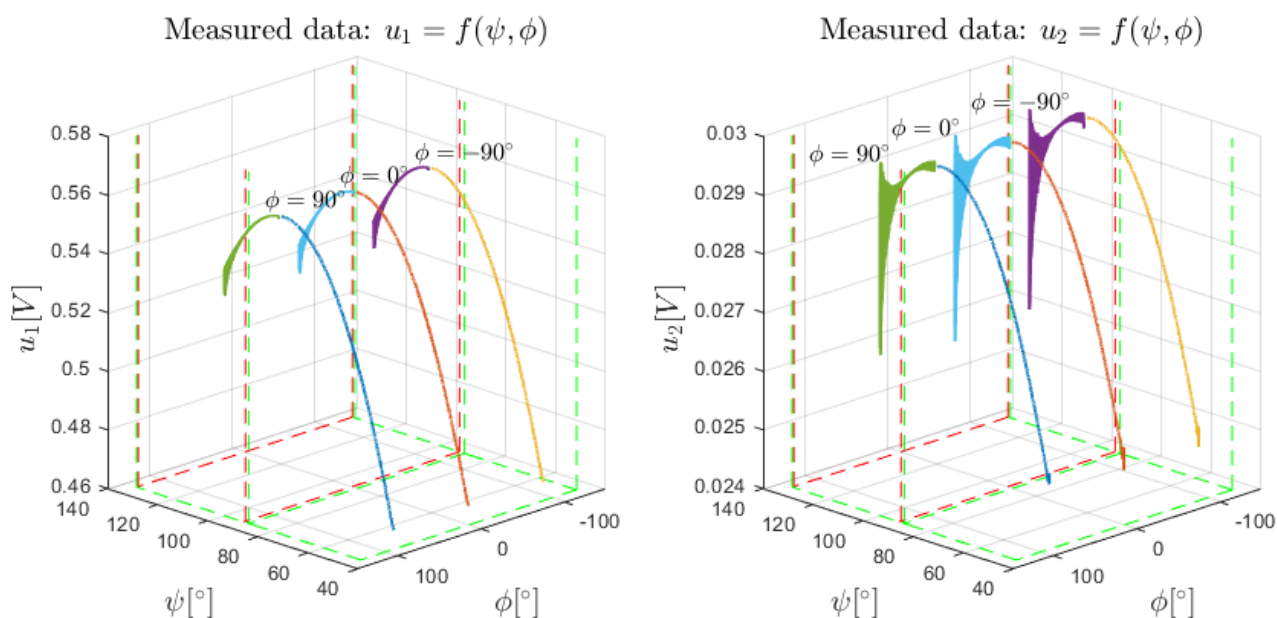 Measured data: u₁ = f(ψ, ϕ)
0.58
0.56
0.54
0.52
0.5
0.48
0.46
u₁[V]
ϕ = −90°
ϕ = 0°
ϕ = 90°
140
120
100
80
60
40
ψ[°]
100
0
-100
ϕ[°]
Measured data: u₂ = f(ψ, ϕ)
0.03
0.029
0.028
0.027
0.026
0.025
0.024
u₂[V]
ϕ = −90°
ϕ = 0°
ϕ = 90°
140
120
100
80
60
40
ψ[°]
100
0
-100
ϕ[°]